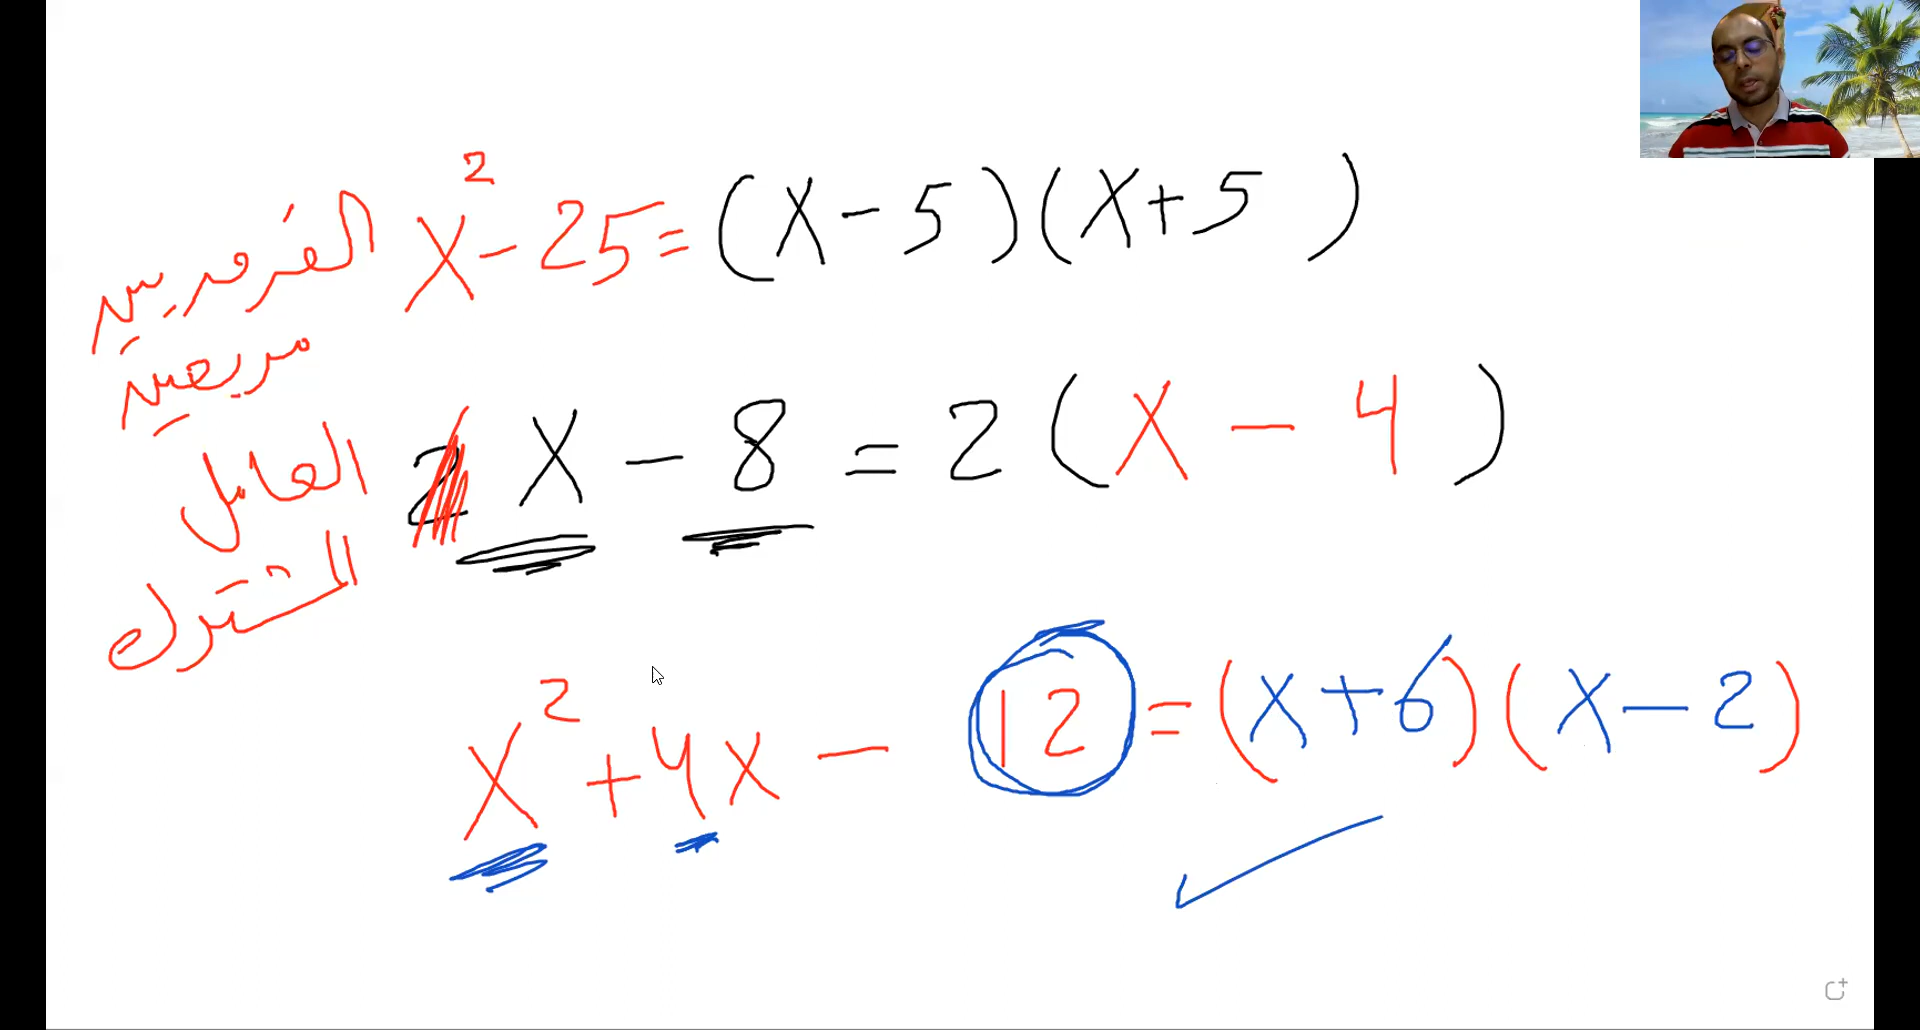 الفرق بين x² - 25 = (x - 5)(x + 5)
مربعين
العامل 2x - 8 = 2(x - 4)
المشترك
x² + 4x - 12 = (x + 6)(x - 2)